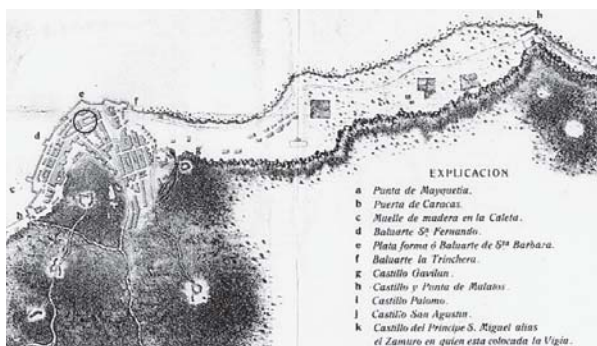 h
e
f
d
g
c
b
EXPLICACION
a Punta de Mayquetia.
b Puerta de Caracas.
c Muelle de madera en la Caleta.
d Baluarte Sn. Fernando.
e Plata forma ó Baluarte de Sta Barbara.
f Baluarte la Trinchera.
g Castillo Gavilan.
h Castillo y Punta de Mulatos.
i Castillo Palomo.
j Castillo San Agustin.
k Castillo del Principe S. Miguel alias
el Zamuro en quien esta colocada la Vigia.